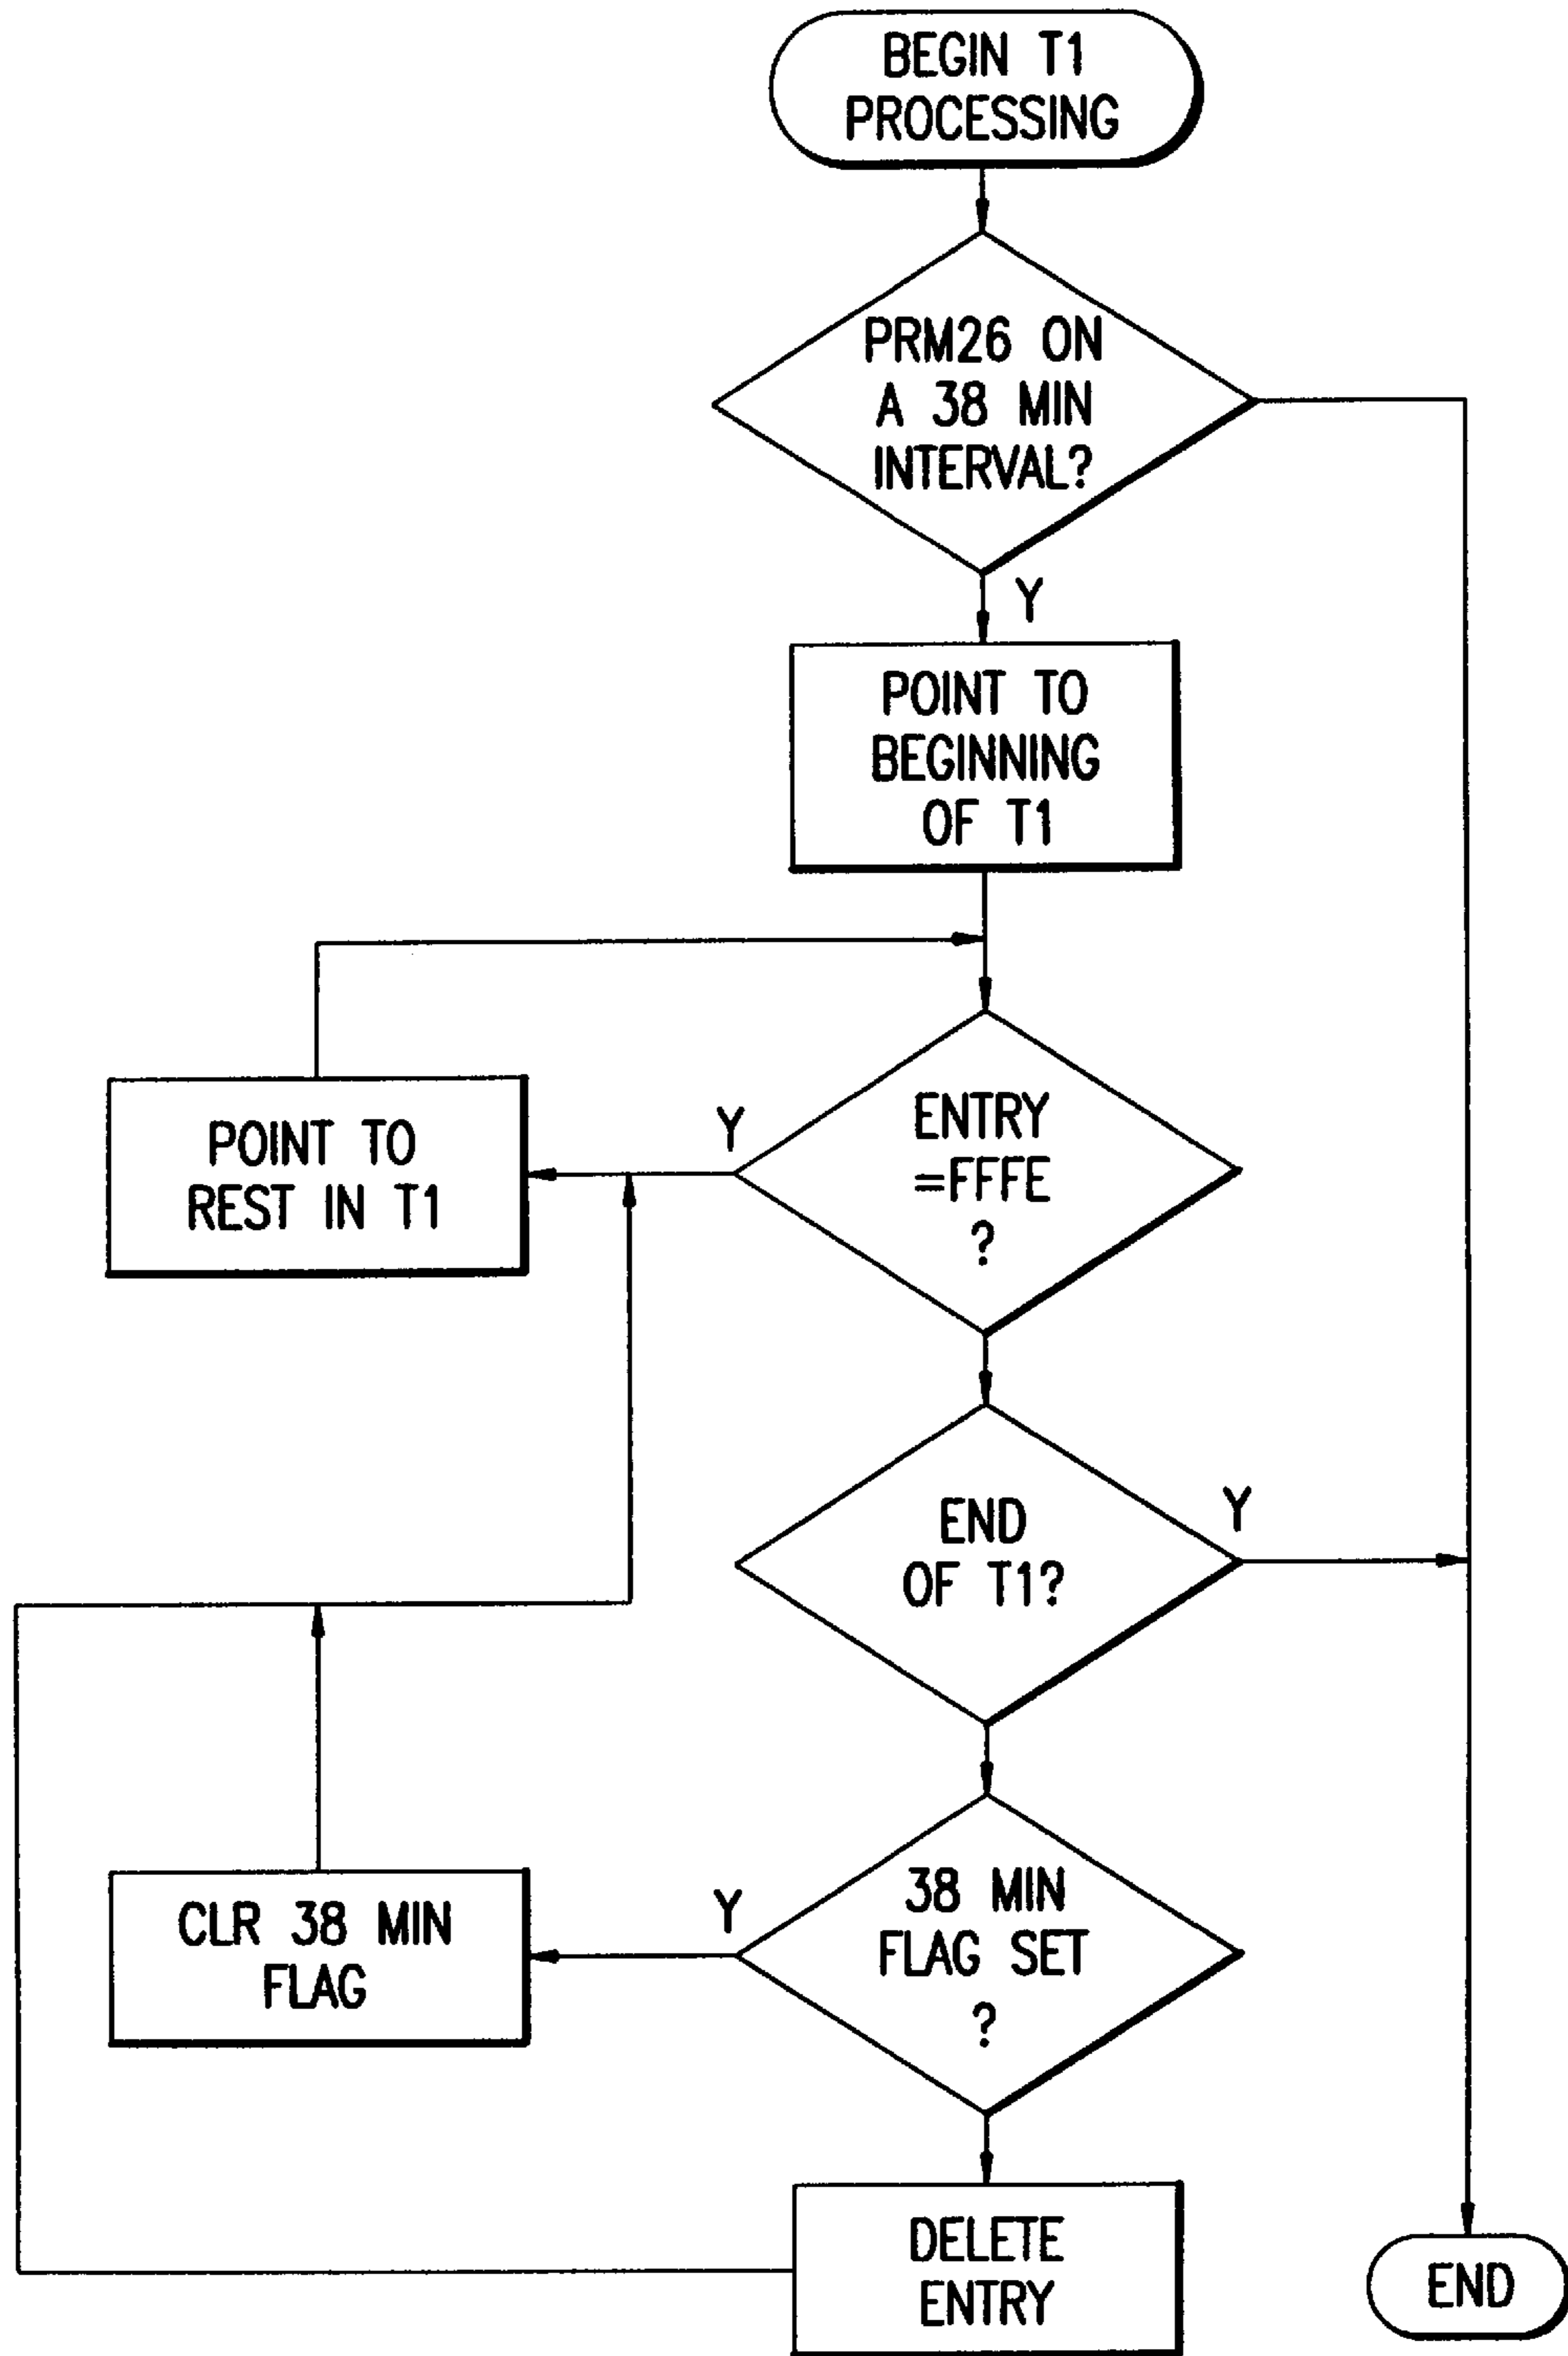 BEGIN T1
PROCESSING
PRM26 ON
A 38 MIN
INTERVAL?
Y
POINT TO
BEGINNING
OF T1
POINT TO
REST IN T1
Y
ENTRY
=FFFE
?
END
OF T1?
Y
CLR 38 MIN
FLAG
Y
38 MIN
FLAG SET
?
DELETE
ENTRY
END